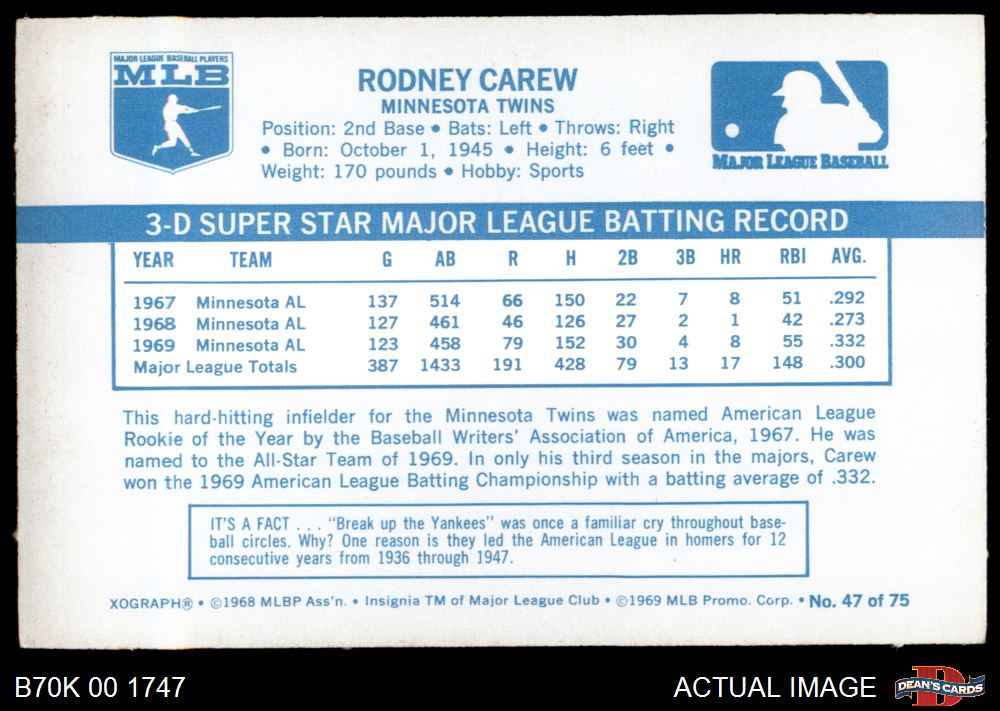 MAJOR LEAGUE BASEBALL PLAYERS
MLB
RODNEY CAREW
MINNESOTA TWINS
Position: 2nd Base • Bats: Left • Throws: Right
• Born: October 1, 1945 • Height: 6 feet •
Weight: 170 pounds • Hobby: Sports
MAJOR LEAGUE BASEBALL
3-D SUPER STAR MAJOR LEAGUE BATTING RECORD
YEAR TEAM G AB R H 2B 3B HR RBI AVG.
1967 Minnesota AL 137 514 66 150 22 7 8 51 .292
1968 Minnesota AL 127 461 46 126 27 2 1 42 .273
1969 Minnesota AL 123 458 79 152 30 4 8 55 .332
Major League Totals 387 1433 191 428 79 13 17 148 .300
This hard-hitting infielder for the Minnesota Twins was named American League
Rookie of the Year by the Baseball Writers' Association of America, 1967. He was
named to the All-Star Team of 1969. In only his third season in the majors, Carew
won the 1969 American League Batting Championship with a batting average of .332.
IT'S A FACT . . . "Break up the Yankees" was once a familiar cry throughout base-
ball circles. Why? One reason is they led the American League in homers for 12
consecutive years from 1936 through 1947.
XOGRAPH® • ©1968 MLBP Ass'n. • Insignia TM of Major League Club • ©1969 MLB Promo. Corp. • No. 47 of 75
B70K 00 1747
ACTUAL IMAGE
D
DEAN'S CARDS